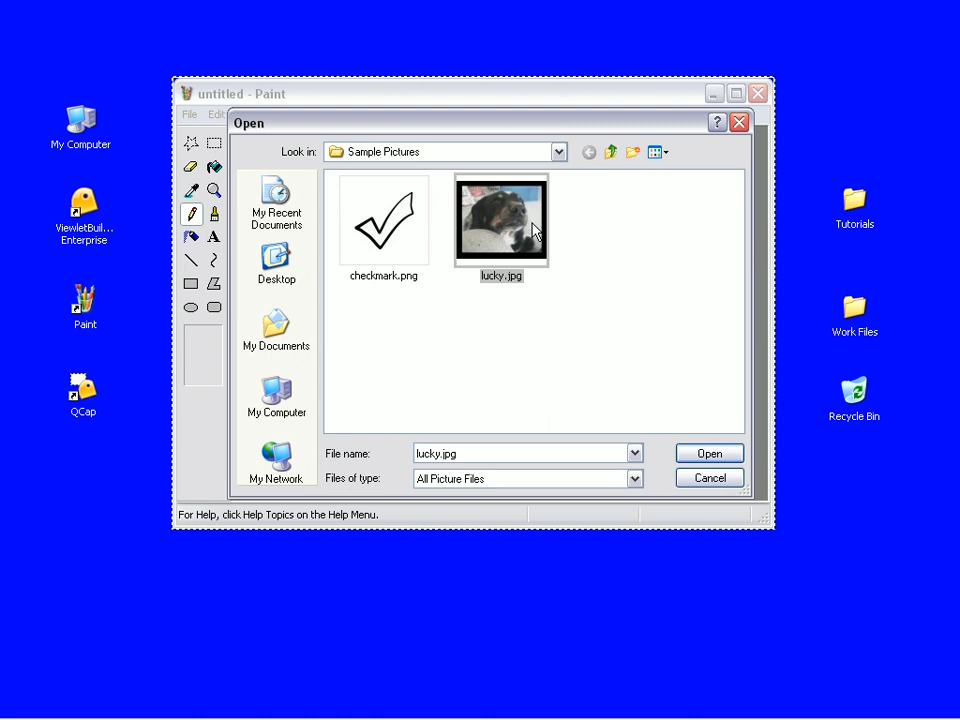 untitled - Paint
File Edit
Open
Look in: Sample Pictures
My Recent
Documents
Desktop
My Documents
My Computer
My Network
checkmark.png
lucky.jpg
File name: lucky.jpg Open
Files of type: All Picture Files Cancel
For Help, click Help Topics on the Help Menu.
My Computer
ViewletBuil...
Enterprise
Paint
QCap
Tutorials
Work Files
Recycle Bin